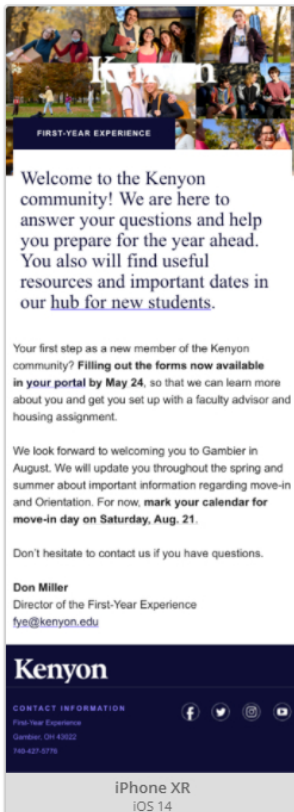 Kenyon
FIRST-YEAR EXPERIENCE
Welcome to the Kenyon
community! We are here to
answer your questions and help
you prepare for the year ahead.
You also will find useful
resources and important dates in
our hub for new students.
Your first step as a new member of the Kenyon
community? Filling out the forms now available
in your portal by May 24, so that we can learn more
about you and get you set up with a faculty advisor and
housing assignment.
We look forward to welcoming you to Gambier in
August. We will update you throughout the spring and
summer about important information regarding move-in
and Orientation. For now, mark your calendar for
move-in day on Saturday, Aug. 21.
Don't hesitate to contact us if you have questions.
Don Miller
Director of the First-Year Experience
fye@kenyon.edu
Kenyon
CONTACT INFORMATION
First-Year Experience
Gambier, OH 43022
740-427-5776
iPhone XR
iOS 14